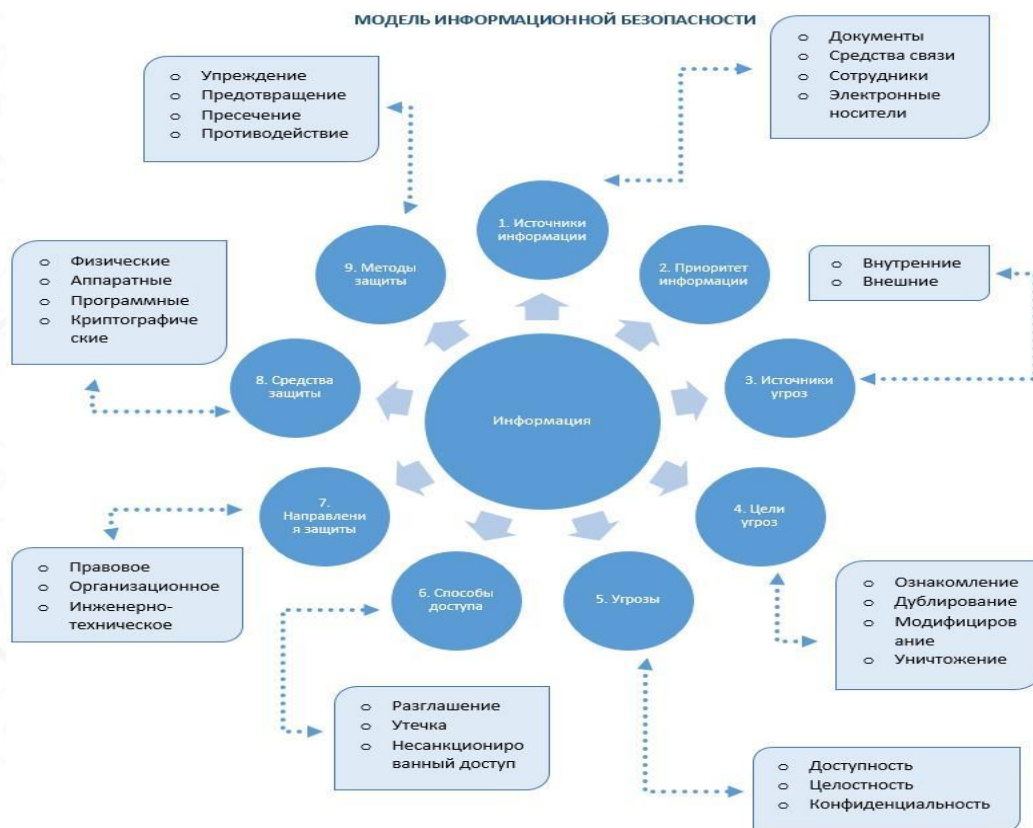 МОДЕЛЬ ИНФОРМАЦИОННОЙ БЕЗОПАСНОСТИ
Документы
Средства связи
Сотрудники
Электронные
носители
Упреждение
Предотвращение
Пресечение
Противодействие
1. Источники
информации
2. Приоритет
информации
Внутренние
Внешние
9. Методы
защиты
Физические
Аппаратные
Программные
Криптографиче
ские
8. Средства
защиты
3. Источники
угроз
Информация
7.
Направлени
я защиты
4. Цели
угроз
Правовое
Организационное
Инженерно-
техническое
6. Способы
доступа
5. Угрозы
Ознакомление
Дублирование
Модифициров
ание
Уничтожение
Разглашение
Утечка
Несанкциониро
ванный доступ
Доступность
Целостность
Конфиденциальность